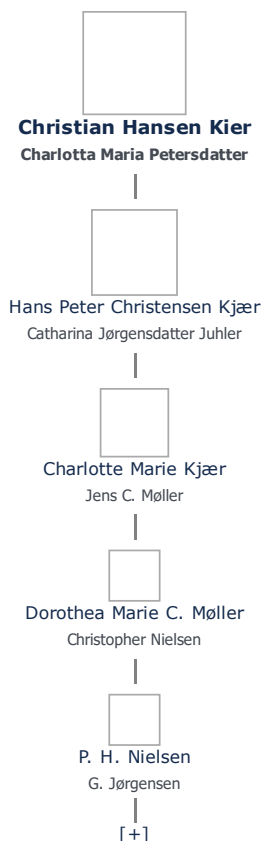 Christian Hansen Kier
Charlotta Maria Petersdatter
Hans Peter Christensen Kjær
Catharina Jørgensdatter Juhler
Charlotte Marie Kjær
Jens C. Møller
Dorothea Marie C. Møller
Christopher Nielsen
P. H. Nielsen
G. Jørgensen
[+]